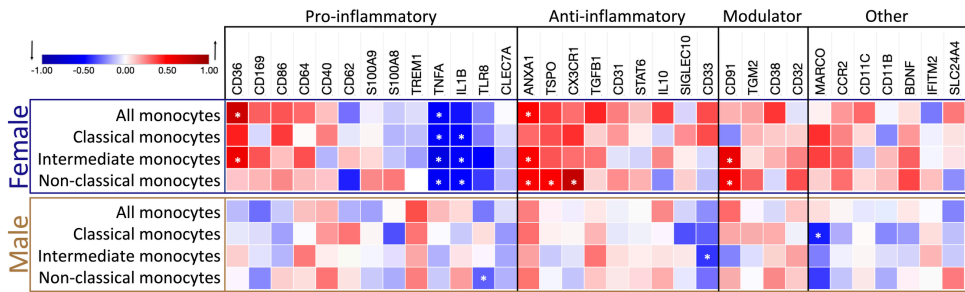 Pro-inflammatory Anti-inflammatory Modulator Other
-1.00 -0.50 0.00 0.50 1.00
CD36 CD169 CD86 CD64 CD40 CD62 S100A9 S100A8 TREM1 TNFA IL1B TLR8 CLEC7A ANXA1 TSPO CX3CR1 TGFB1 CD31 STAT6 IL10 SIGLEC10 CD33 CD91 TGM2 CD38 CD32 MARCO CCR2 CD11C CD11B BDNF IFITM2 SLC24A4
Female
All monocytes * * *
Classical monocytes * *
Intermediate monocytes * * * * *
Non-classical monocytes * * * * * *
Male
All monocytes
Classical monocytes *
Intermediate monocytes *
Non-classical monocytes *